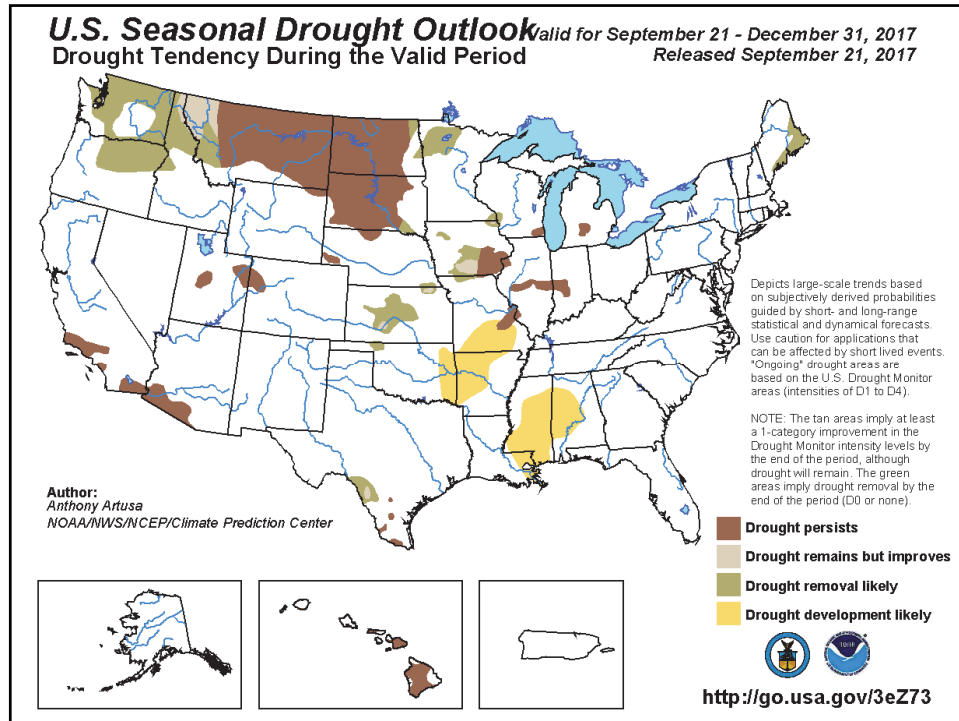 U.S. Seasonal Drought Outlook
Drought Tendency During the Valid Period
Valid for September 21 - December 31, 2017
Released September 21, 2017
Depicts large-scale trends based
on subjectively derived probabilities
guided by short- and long-range
statistical and dynamical forecasts.
Use caution for applications that
can be affected by short lived events.
"Ongoing" drought areas are
based on the U.S. Drought Monitor
areas (intensities of D1 to D4).
NOTE: The tan areas imply at least
a 1-category improvement in the
Drought Monitor intensity levels by
the end of the period, although
drought will remain. The green
areas imply drought removal by the
end of the period (D0 or none).
Author:
Anthony Artusa
NOAA/NWS/NCEP/Climate Prediction Center
Drought persists
Drought remains but improves
Drought removal likely
Drought development likely
http://go.usa.gov/3eZ73